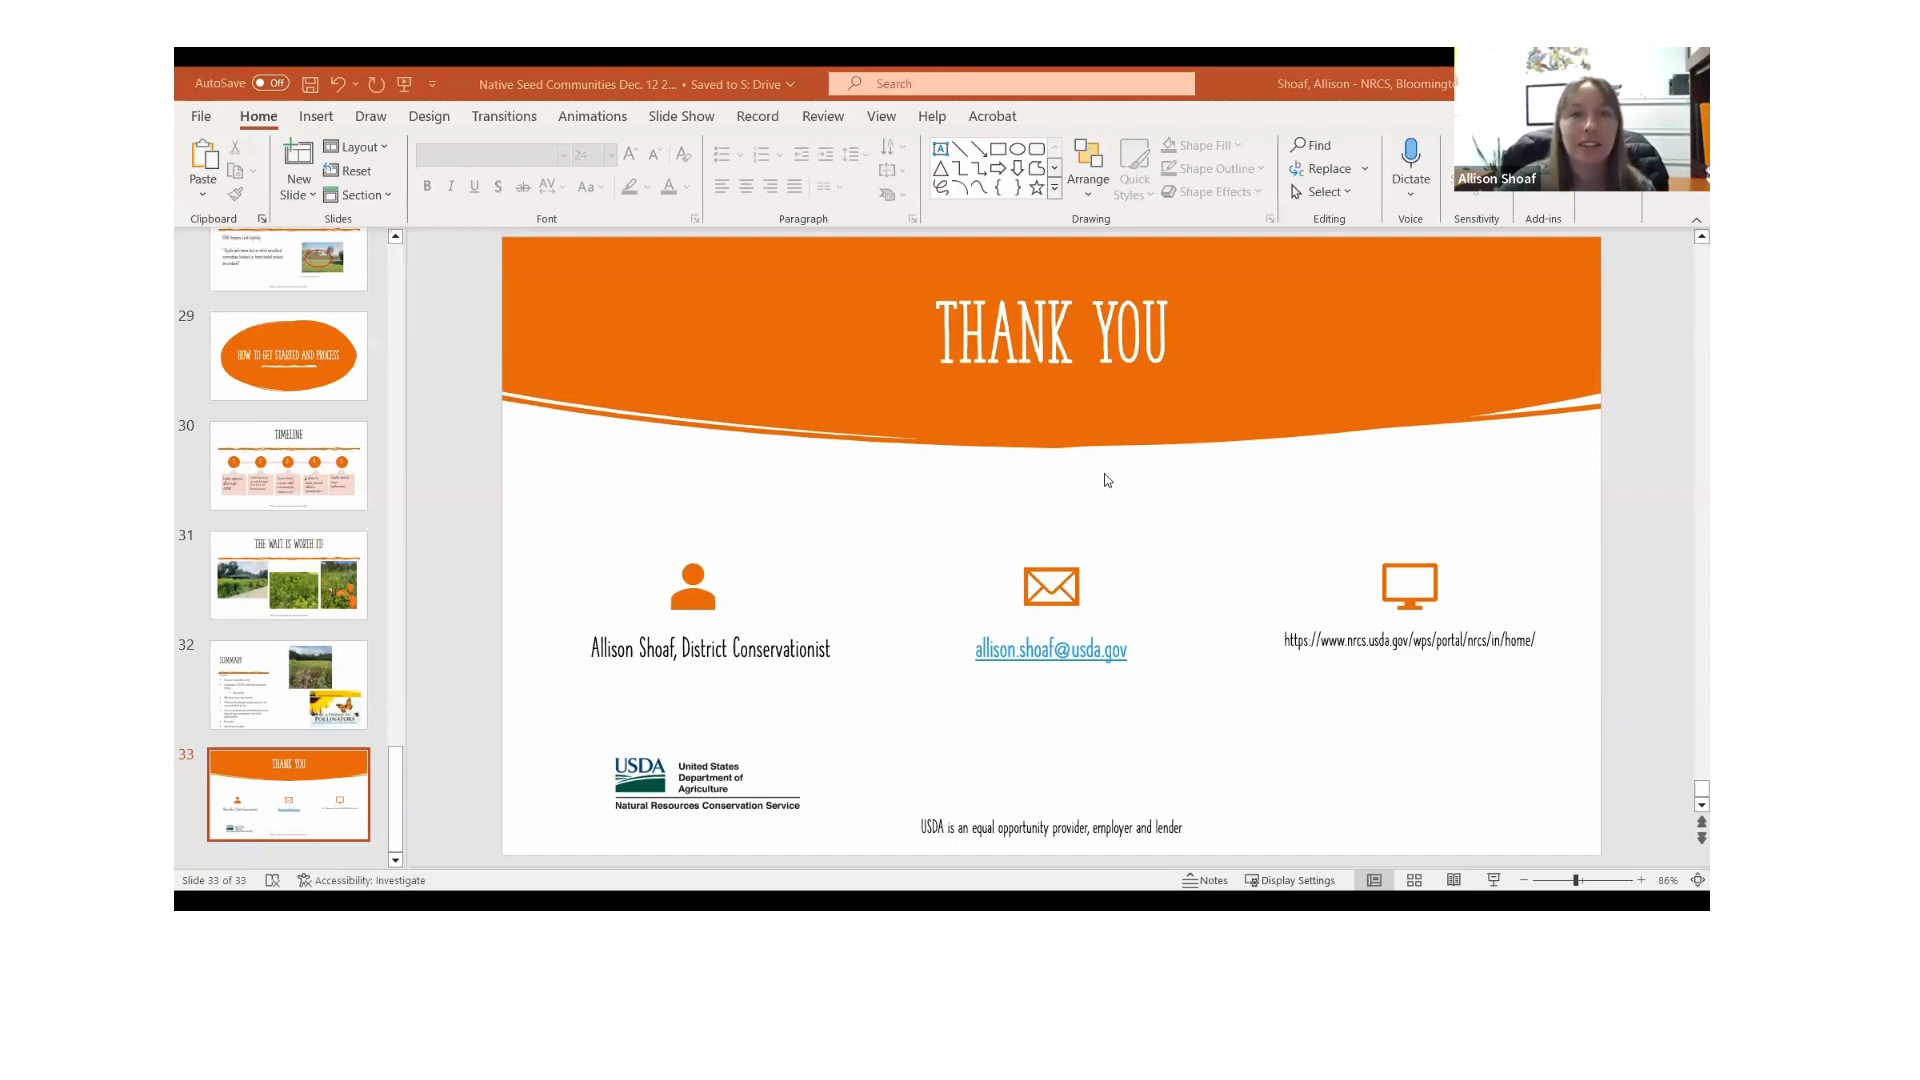 AutoSave Off
Native Seed Communities Dec. 12 2... • Saved to S: Drive
Search
Shoaf, Allison - NRCS, Bloomingto
File Home Insert Draw Design Transitions Animations Slide Show Record Review View Help Acrobat
Paste
New Slide
Layout
Reset
Section
24
Arrange
Quick Styles
Shape Fill
Shape Outline
Shape Effects
Find
Replace
Select
Dictate
Allison Shoaf
Clipboard Slides Font Paragraph Drawing Editing Voice Sensitivity Add-ins
29
HOW TO GET STARTED AND PROCESS
30
TIMELINE
31
THE WAIT IS WORTH IT!
32
SUMMARY
POLLINATORS
33
THANK YOU
THANK YOU
Allison Shoaf, District Conservationist
allison.shoaf@usda.gov
https://www.nrcs.usda.gov/wps/portal/nrcs/in/home/
USDA
United States
Department of
Agriculture
Natural Resources Conservation Service
USDA is an equal opportunity provider, employer and lender
Slide 33 of 33
Accessibility: Investigate
Notes
Display Settings
86%